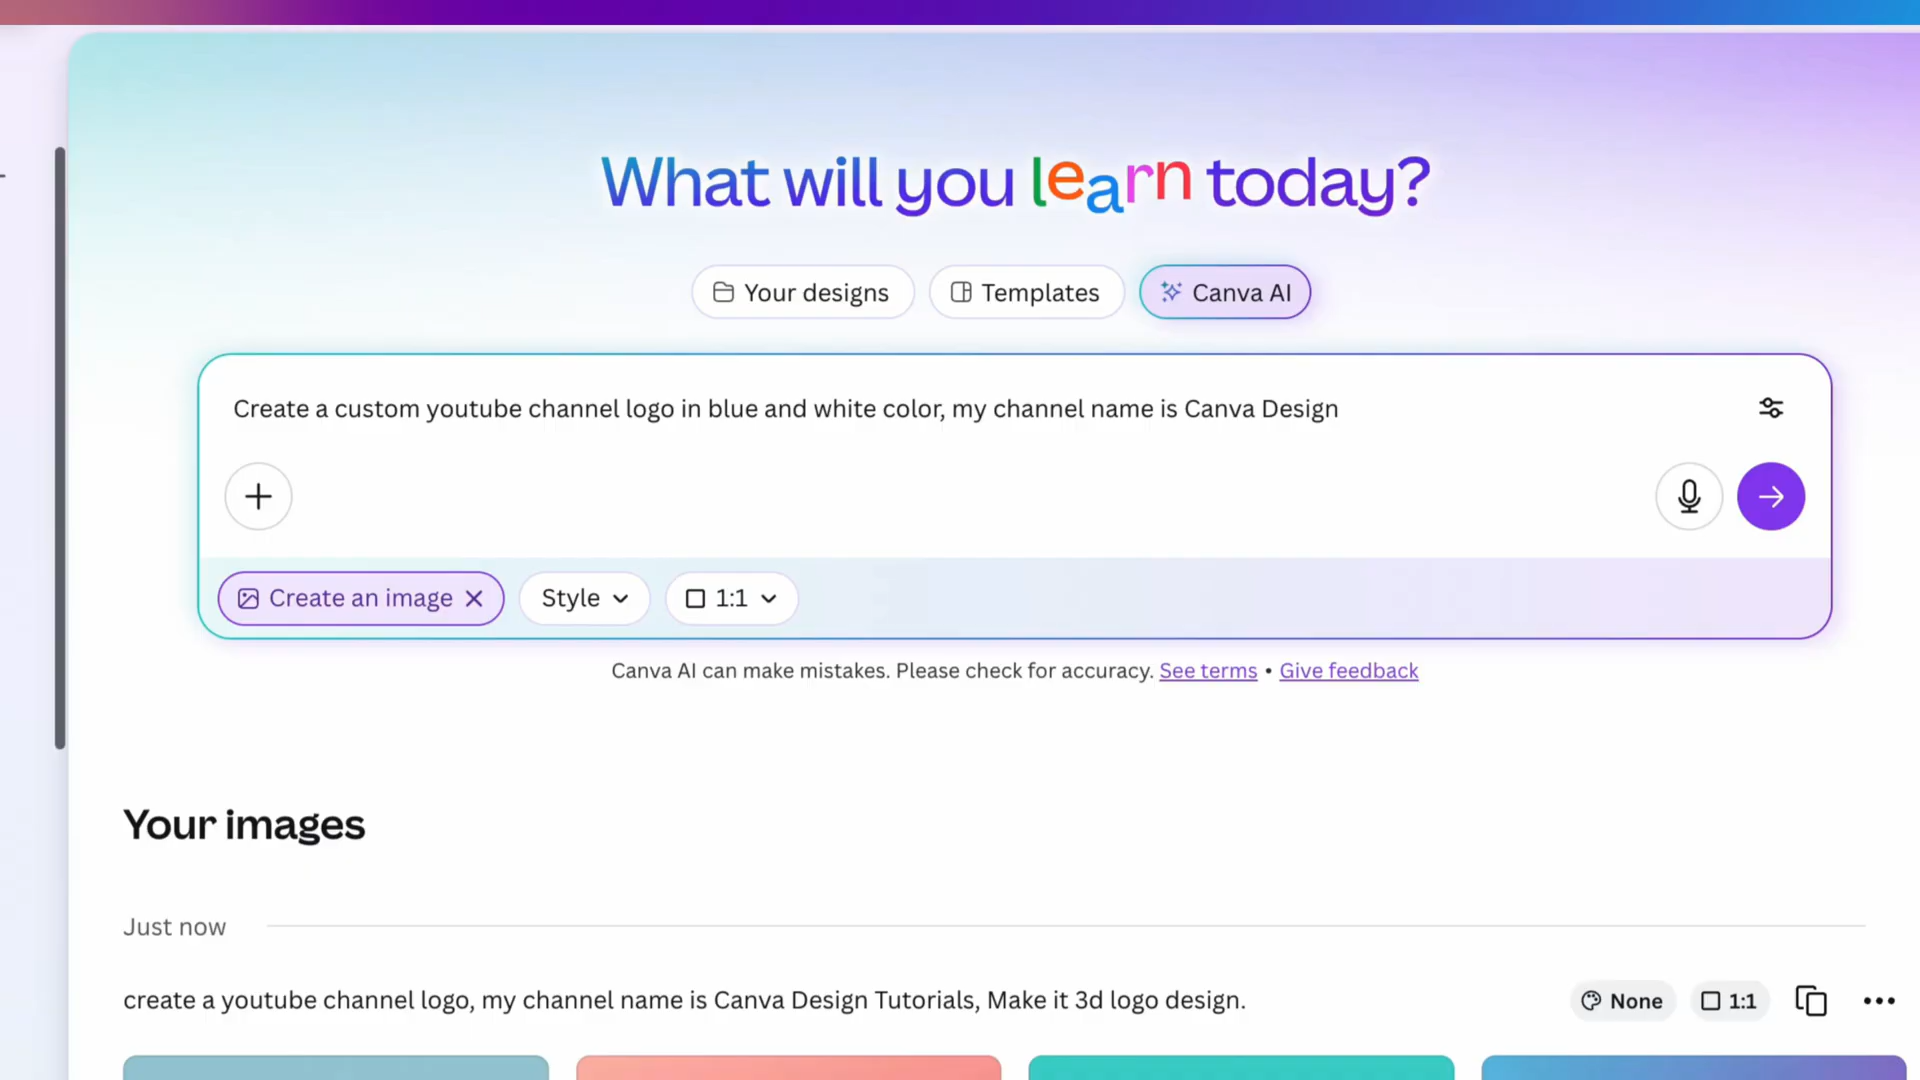 What will you learn today?
Your designs
Templates
Canva AI
Create a custom youtube channel logo in blue and white color, my channel name is Canva Design
Create an image
Style
1:1
Canva AI can make mistakes. Please check for accuracy. See terms • Give feedback
Your images
Just now
create a youtube channel logo, my channel name is Canva Design Tutorials, Make it 3d logo design.
None
1:1